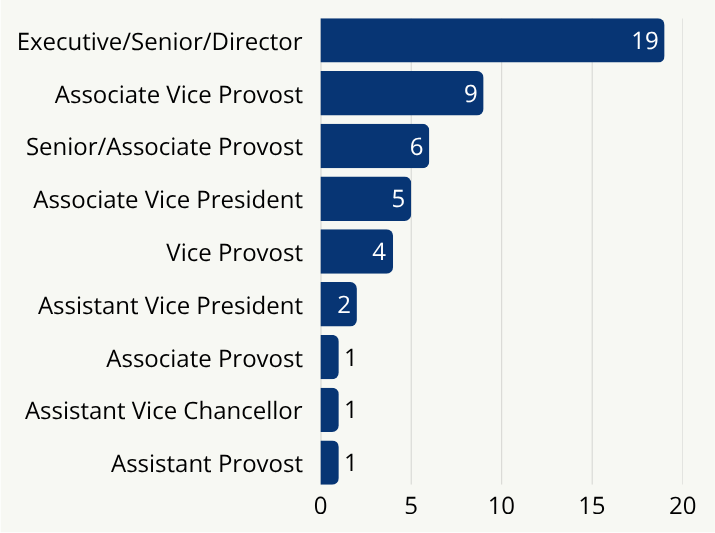 Executive/Senior/Director 19
Associate Vice Provost 9
Senior/Associate Provost 6
Associate Vice President 5
Vice Provost 4
Assistant Vice President 2
Associate Provost 1
Assistant Vice Chancellor 1
Assistant Provost 1
0 5 10 15 20